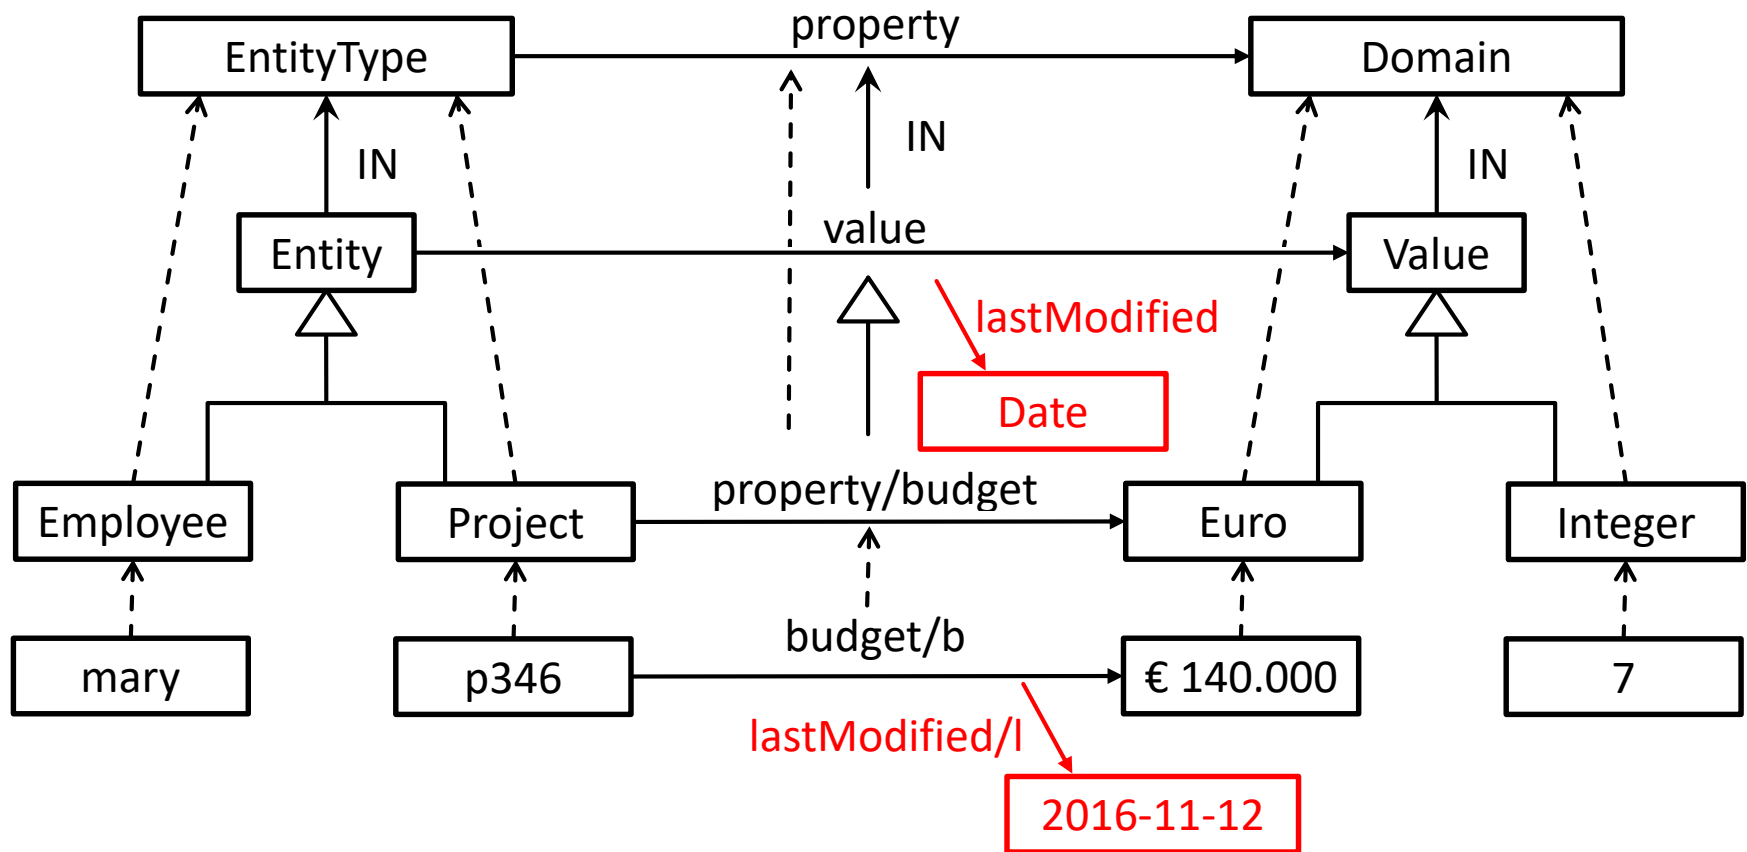 property
EntityType
Domain
IN
IN
IN
value
Entity
Value
lastModified
Date
property/budget
Employee
Project
Euro
Integer
budget/b
mary
p346
€ 140.000
7
lastModified/l
2016-11-12